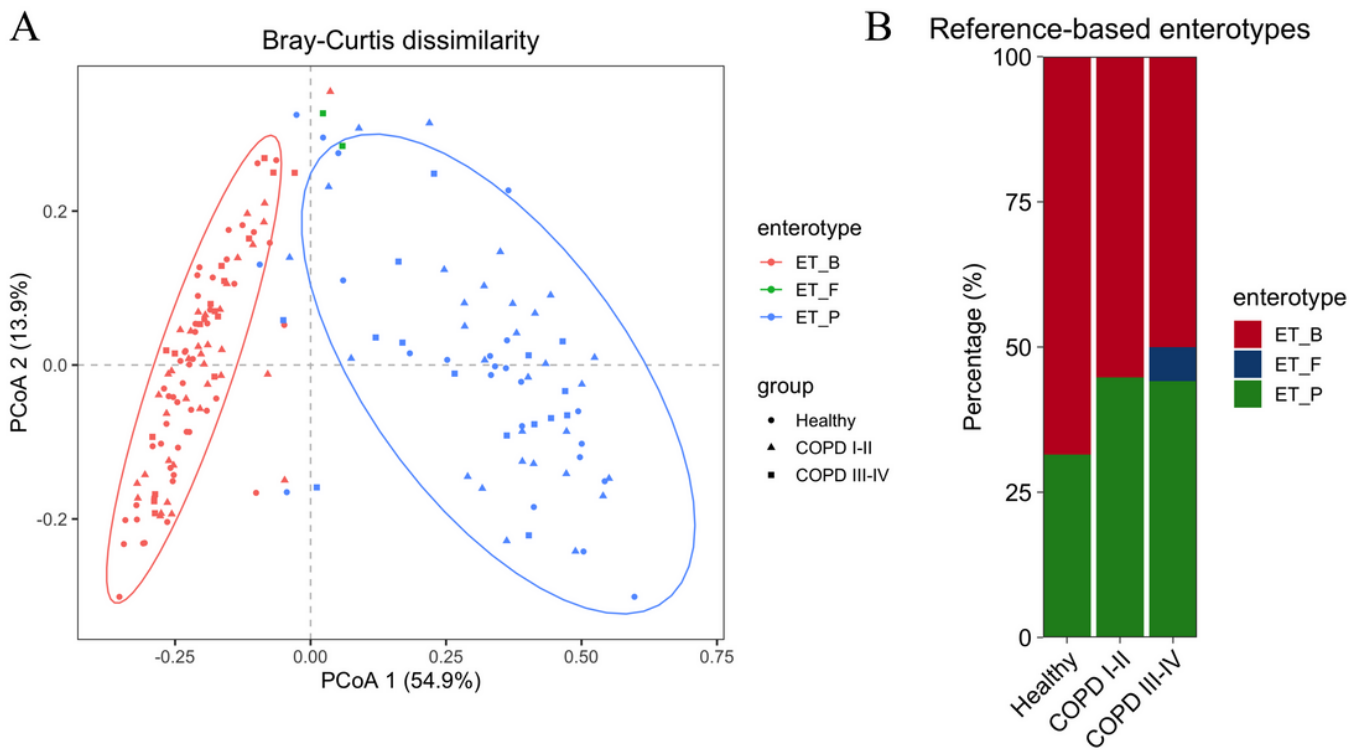 A
Bray-Curtis dissimilarity
0.2
0.0
-0.2
PCoA 2 (13.9%)
-0.25
0.00
0.25
0.50
0.75
PCoA 1 (54.9%)
enterotype
ET_B
ET_F
ET_P
group
Healthy
COPD I-II
COPD III-IV
B
Reference-based enterotypes
100
75
50
25
0
Percentage (%)
Healthy
COPD I-II
COPD III-IV
enterotype
ET_B
ET_F
ET_P